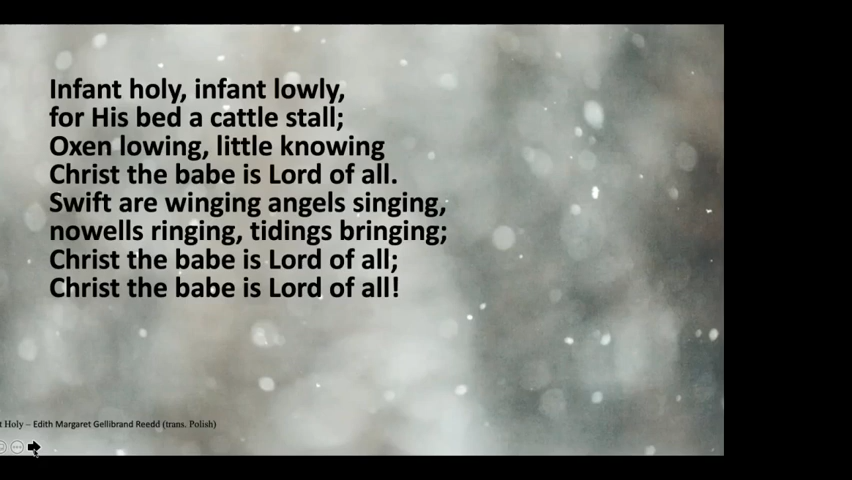 Infant holy, infant lowly,
for His bed a cattle stall;
Oxen lowing, little knowing
Christ the babe is Lord of all.
Swift are winging angels singing,
nowells ringing, tidings bringing;
Christ the babe is Lord of all;
Christ the babe is Lord of all!
t Holy – Edith Margaret Gellibrand Reedd (trans. Polish)